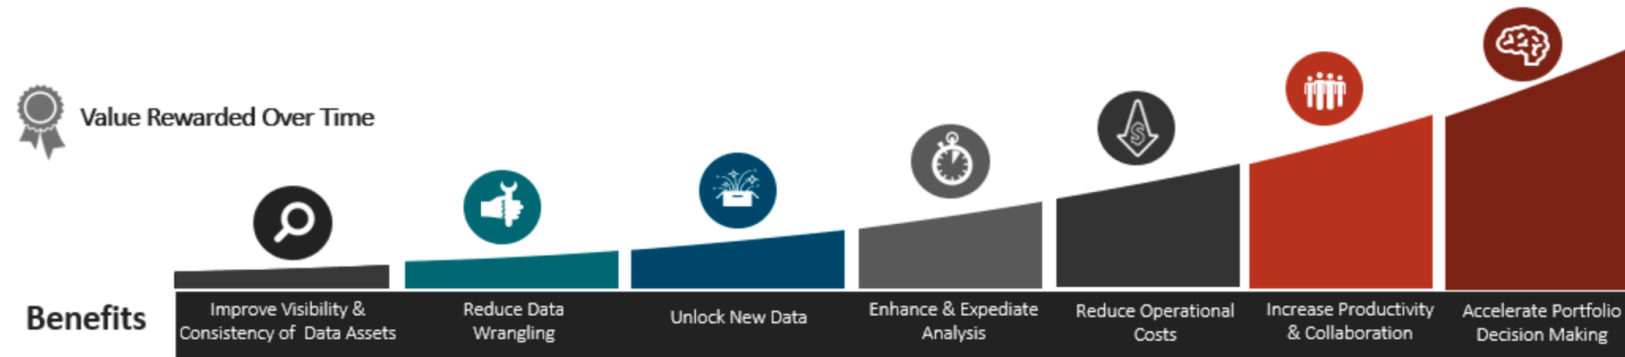 Value Rewarded Over Time
Benefits
Improve Visibility &
Consistency of Data Assets
Reduce Data
Wrangling
Unlock New Data
Enhance & Expediate
Analysis
Reduce Operational
Costs
Increase Productivity
& Collaboration
Accelerate Portfolio
Decision Making
$